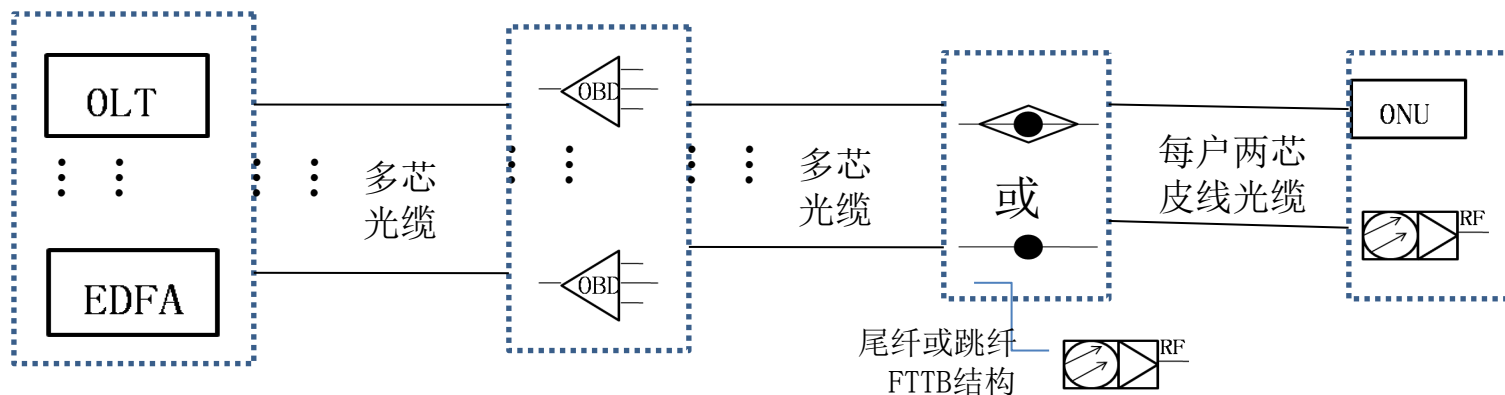 OLT
EDFA
多芯
光缆
OBD
OBD
多芯
光缆
或
尾纤或跳纤
FTTB结构
RF
每户两芯
皮线光缆
ONU
RF